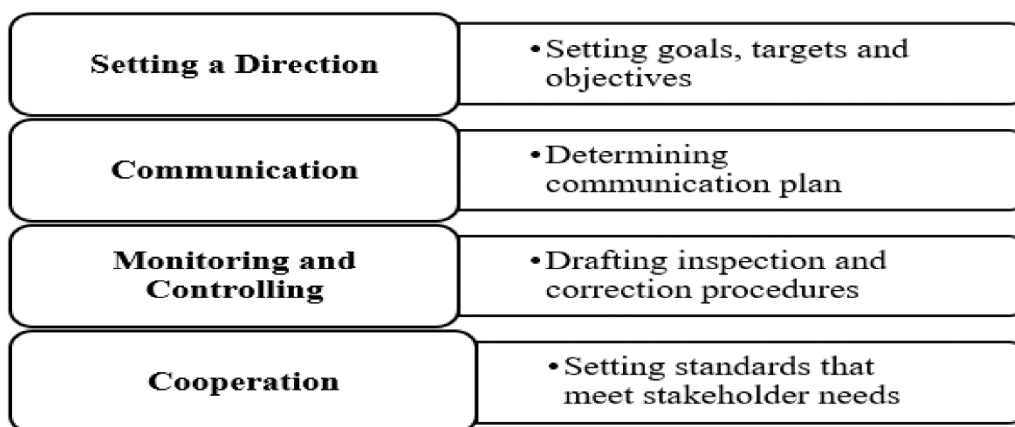 Setting a Direction
•Setting goals, targets and
objectives
Communication
•Determining
communication plan
Monitoring and
Controlling
•Drafting inspection and
correction procedures
Cooperation
•Setting standards that
meet stakeholder needs